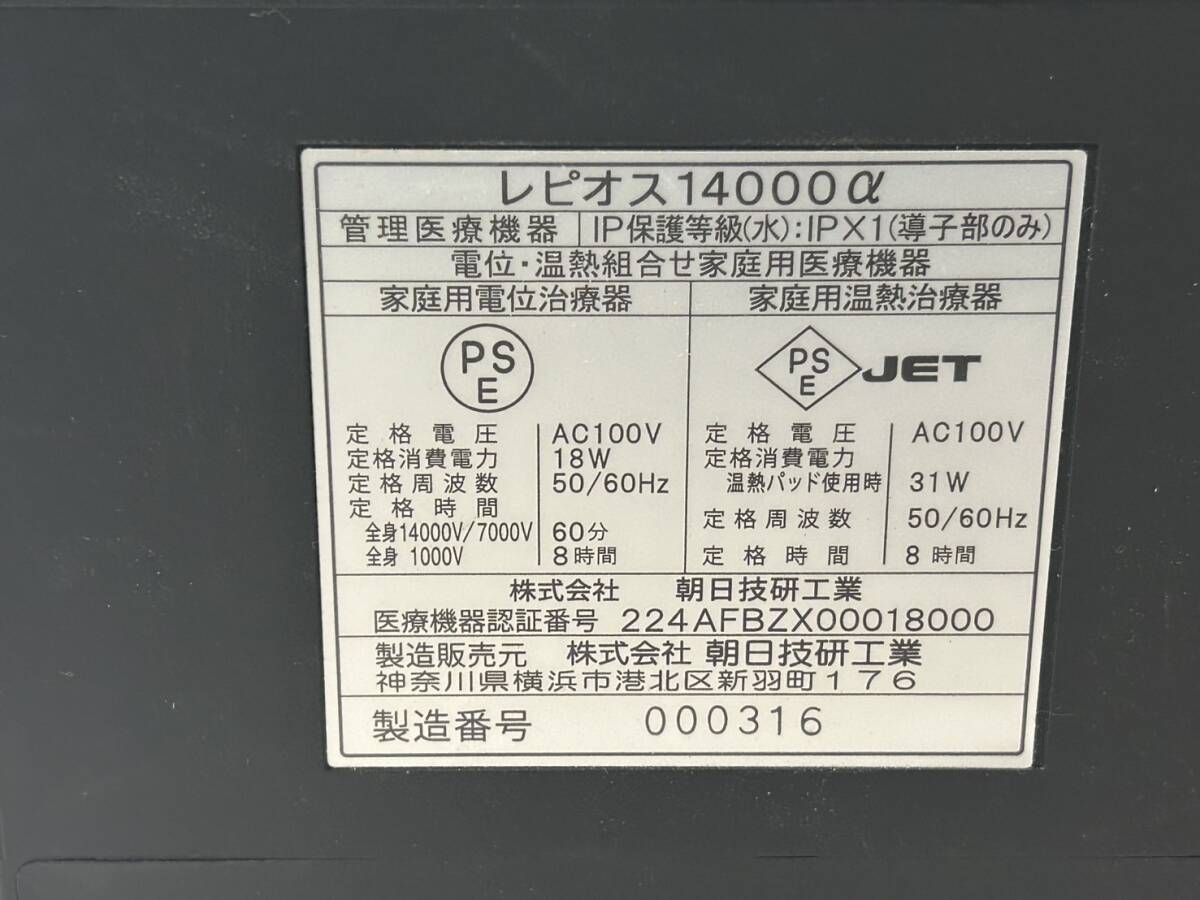 レピオス14000α
管理医療機器 IP保護等級(水):IPX1(導子部のみ)
電位・温熱組合せ家庭用医療機器
家庭用電位治療器
PS
E
定格電圧 AC100V
定格消費電力 18W
定格周波数 50/60Hz
定格時間
全身14000V/7000V 60分
全身 1000V 8時間
家庭用温熱治療器
PS
E
JET
定格電圧 AC100V
定格消費電力
温熱パッド使用時 31W
定格周波数 50/60Hz
定格時間 8時間
株式会社 朝日技研工業
医療機器認証番号 224AFBZX00018000
製造販売元 株式会社 朝日技研工業
神奈川県横浜市港北区新羽町176
製造番号 000316